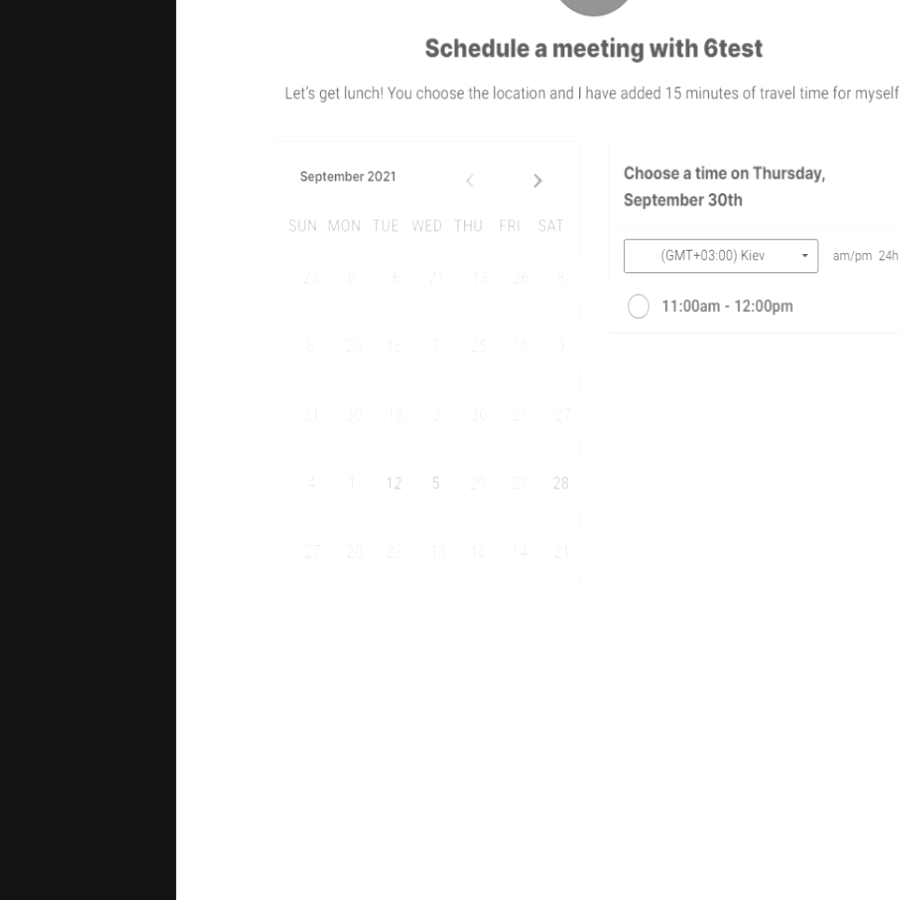 Schedule a meeting with 6test
Let's get lunch! You choose the location and I have added 15 minutes of travel time for myself
September 2021
SUN MON TUE WED THU FRI SAT
23 8 6 21 13 26 8
8 20 16 7 25 11 9
31 30 18 3 30 21 27
4 1 12 5 29 23 28
27 20 23 13 10 14 21
Choose a time on Thursday,
September 30th
(GMT+03:00) Kiev am/pm 24h
11:00am - 12:00pm